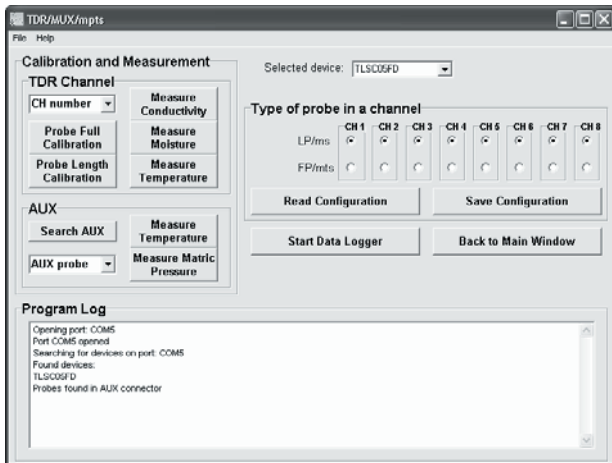 TDR/MUX/mpts
File Help
Calibration and Measurement
TDR Channel
CH number
Measure
Conductivity
Probe Full
Calibration
Measure
Moisture
Probe Length
Calibration
Measure
Temperature
AUX
Search AUX
Measure
Temperature
AUX probe
Measure Matric
Pressure
Selected device: TLSC05FD
Type of probe in a channel
CH 1 CH 2 CH 3 CH 4 CH 5 CH 6 CH 7 CH 8
LP/ms
FP/mts
Read Configuration Save Configuration
Start Data Logger Back to Main Window
Program Log
Opening port: COM5
Port COM5 opened
Searching for devices on port: COM5
Found devices:
TLSC05FD
Probes found in AUX connector